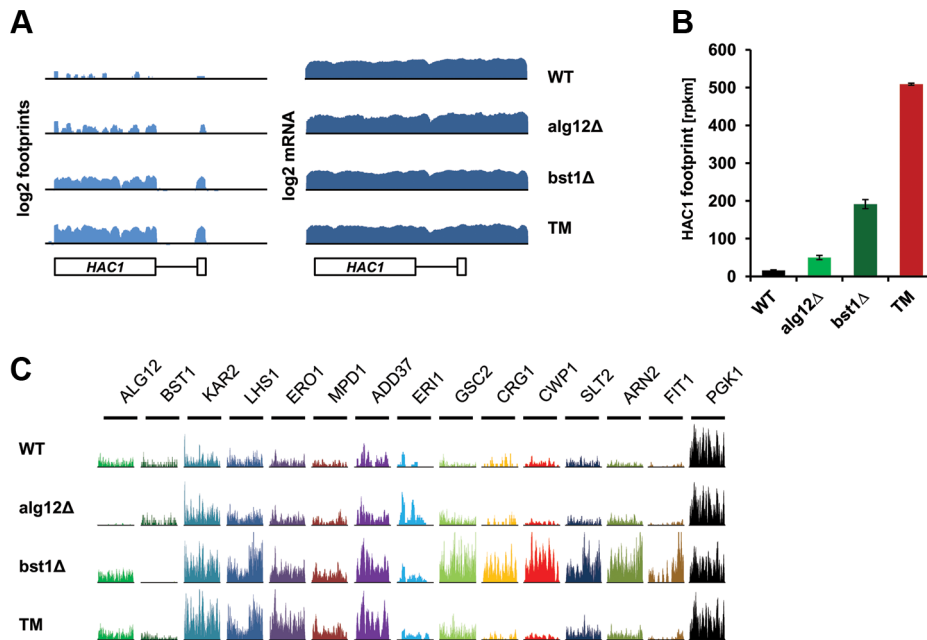 A
B
log2 footprints
log2 mRNA
WT
alg12Δ
bst1Δ
TM
HAC1
HAC1
HAC1 footprint [rpkm]
600
500
400
300
200
100
0
WT
alg12Δ
bst1Δ
TM
C
ALG12 BST1 KAR2 LHS1 ERO1 MPD1 ADD37 ERI1 GSC2 CRG1 CWP1 SLT2 ARN2 FIT1 PGK1
WT
alg12Δ
bst1Δ
TM